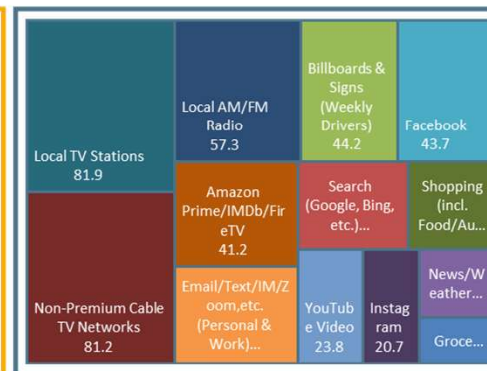 Local TV Stations
81.9
Non-Premium Cable
TV Networks
81.2
Local AM/FM
Radio
57.3
Amazon
Prime/IMDb/Fir
eTV
41.2
Email/Text/IM/Z
oom,etc.
(Personal &
Work)...
Billboards &
Signs
(Weekly
Drivers)
44.2
Facebook
43.7
Search
(Google, Bing,
etc.)...
Shopping
(incl.
Food/Au...
YouTub
e Video
23.8
Instag
ram
20.7
News/W
eather...
Groce...